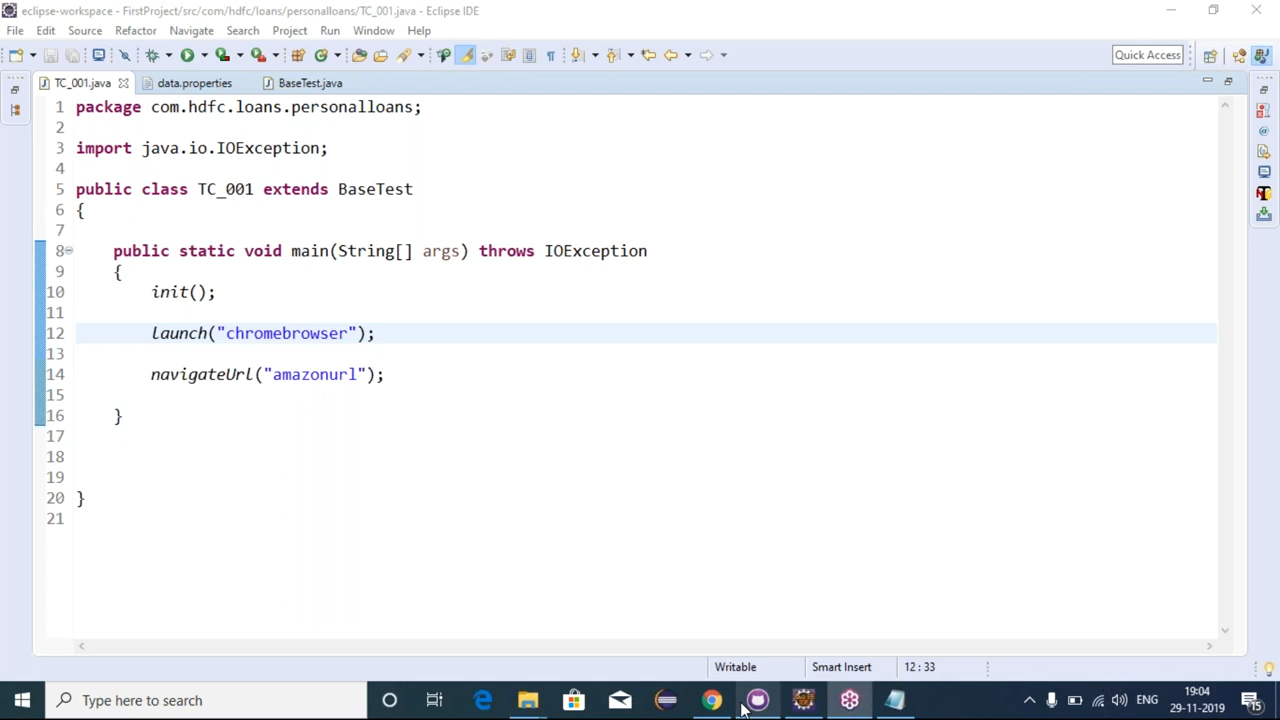 eclipse-workspace - FirstProject/src/com/hdfc/loans/personalloans/TC_001.java - Eclipse IDE
File Edit Source Refactor Navigate Search Project Run Window Help
Quick Access
TC_001.java data.properties BaseTest.java
1 package com.hdfc.loans.personalloans;
2
3 import java.io.IOException;
4
5 public class TC_001 extends BaseTest
6 {
7
8 public static void main(String[] args) throws IOException
9 {
10 init();
11
12 launch("chromebrowser");
13
14 navigateUrl("amazonurl");
15
16 }
17
18
19
20 }
21
Writable Smart Insert 12 : 33
Type here to search
ENG
19:04
29-11-2019
15